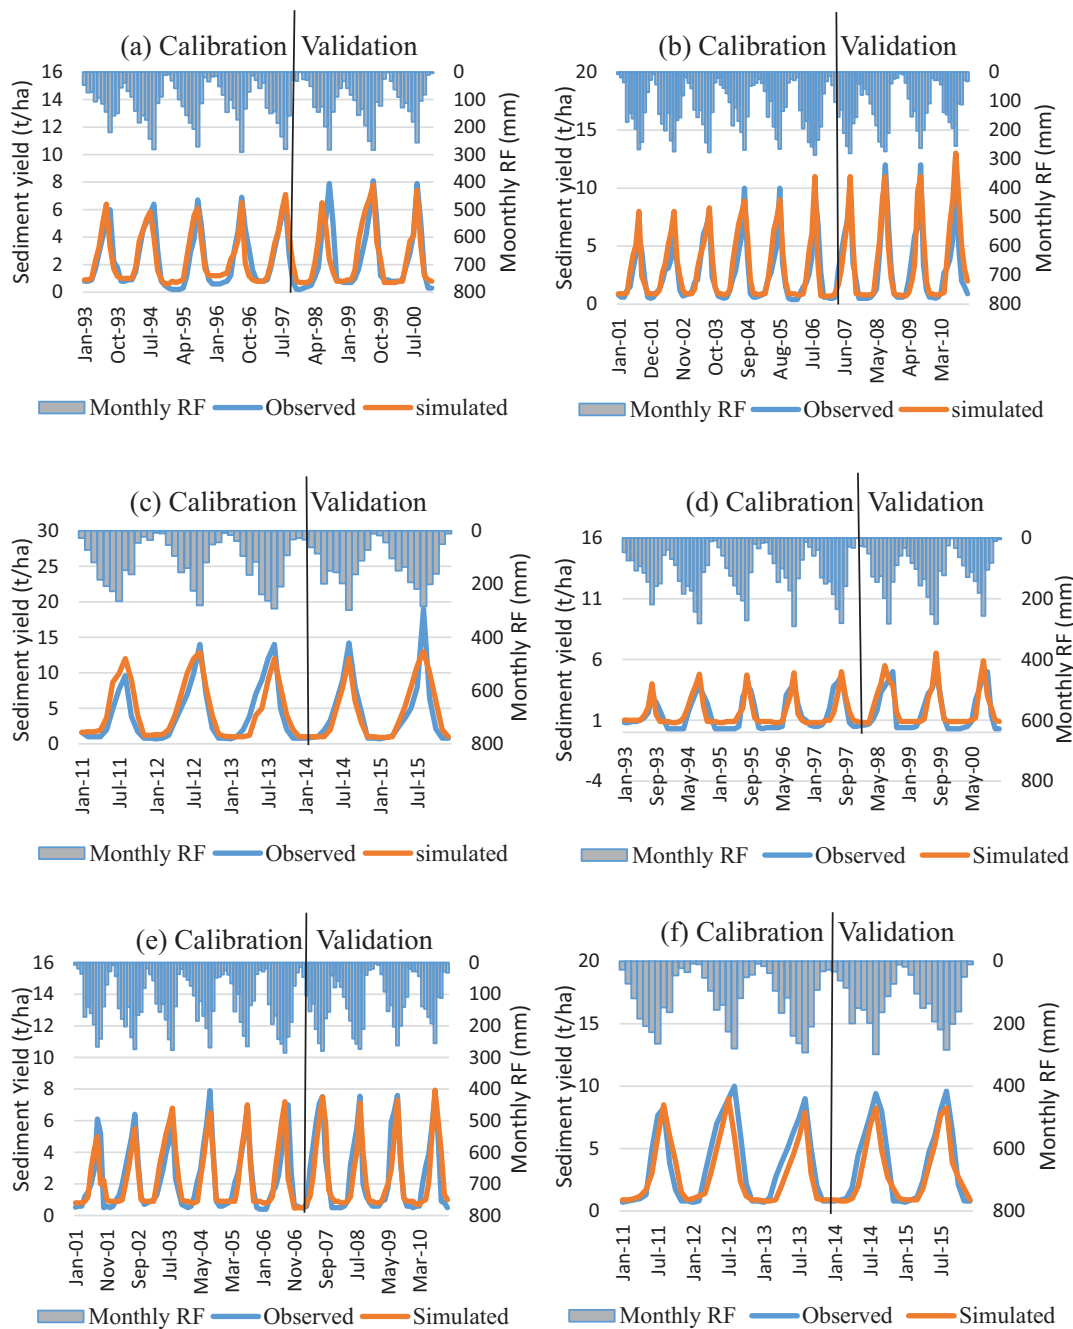 (a) Calibration Validation
Sediment yield (t/ha)
16
14
12
10
8
6
4
2
0
0
100
200
300
400
500
600
700
800
Moonthly RF (mm)
Jan-93
Oct-93
Jul-94
Apr-95
Jan-96
Oct-96
Jul-97
Apr-98
Jan-99
Oct-99
Jul-00
Monthly RF Observed simulated
(b) Calibration Validation
Sediment yield (t/ha)
20
15
10
5
0
0
100
200
300
400
500
600
700
800
Monthly RF (mm)
Jan-01
Dec-01
Nov-02
Oct-03
Sep-04
Aug-05
Jul-06
Jun-07
May-08
Apr-09
Mar-10
Monthly RF Observed simulated
(c) Calibration Validation
Sediment yield (t/ha)
30
25
20
15
10
5
0
0
200
400
600
800
Monthly RF (mm)
Jan-11
Jul-11
Jan-12
Jul-12
Jan-13
Jul-13
Jan-14
Jul-14
Jan-15
Jul-15
Monthly RF Observed simulated
(d) Calibration Validation
Sediment yield (t/ha)
16
11
6
1
-4
0
200
400
600
800
Monthly RF (mm)
Jan-93
Sep-93
May-94
Jan-95
Sep-95
May-96
Jan-97
Sep-97
May-98
Jan-99
Sep-99
May-00
Monthly RF Observed Simulated
(e) Calibration Validation
Sediment Yield (t/ha)
16
14
12
10
8
6
4
2
0
0
100
200
300
400
500
600
700
800
Monthly RF (mm)
Jan-01
Nov-01
Sep-02
Jul-03
May-04
Mar-05
Jan-06
Nov-06
Sep-07
Jul-08
May-09
Mar-10
Monthly RF Observed Simulated
(f) Calibration Validation
Sediment yield (t/ha)
20
15
10
5
0
0
200
400
600
800
Monthly RF (mm)
Jan-11
Jul-11
Jan-12
Jul-12
Jan-13
Jul-13
Jan-14
Jul-14
Jan-15
Jul-15
Monthly RF Observed Simulated